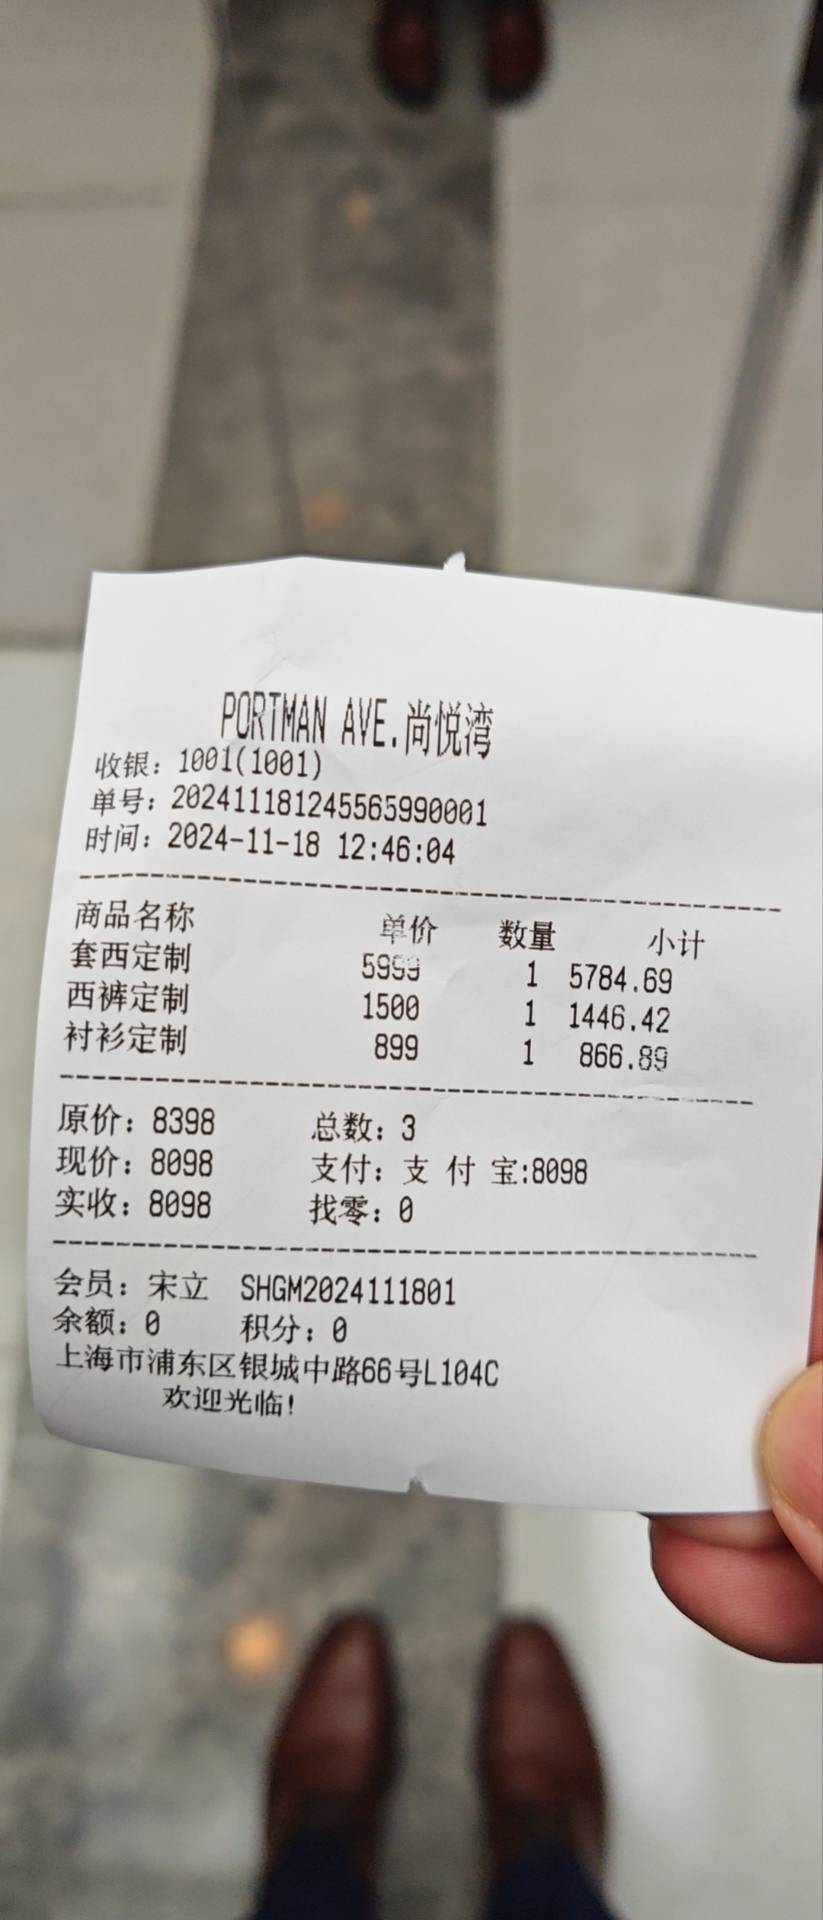 PORTMAN AVE.尚悦湾
收银：1001(1001)
单号：202411181245565990001
时间：2024-11-18 12:46:04
商品名称 单价 数量 小计
套西定制 5999 1 5784.69
西裤定制 1500 1 1446.42
衬衫定制 899 1 866.89
原价：8398 总数：3
现价：8098 支付：支 付 宝:8098
实收：8098 找零：0
会员：宋立 SHGM2024111801
余额：0 积分：0
上海市浦东区银城中路66号L104C
欢迎光临!